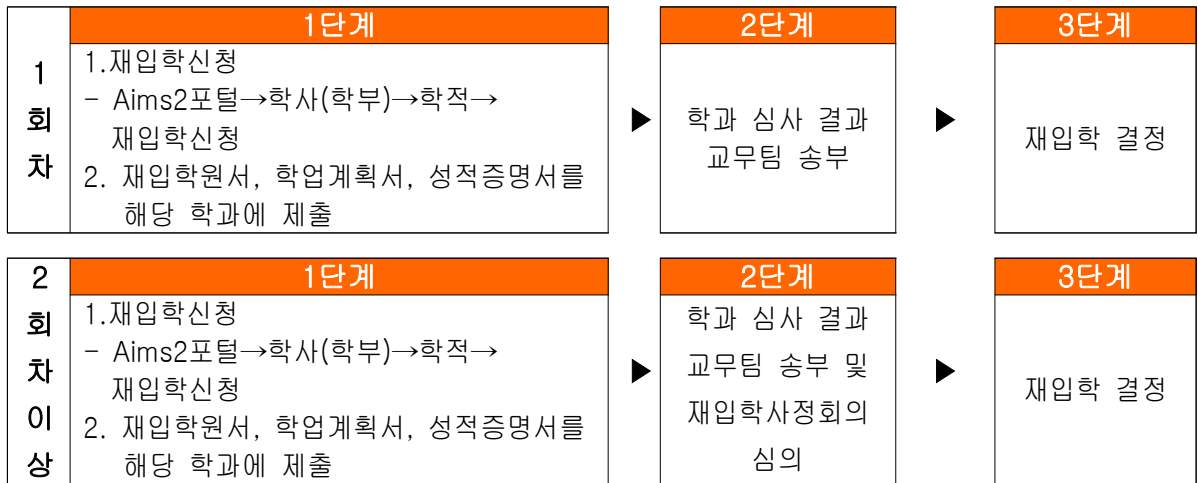 1회차
1단계
1.재입학신청
- Aims2포털→학사(학부)→학적→
재입학신청
2. 재입학원서, 학업계획서, 성적증명서를
해당 학과에 제출
▶
2단계
학과 심사 결과
교무팀 송부
▶
3단계
재입학 결정
2회차이상
1단계
1.재입학신청
- Aims2포털→학사(학부)→학적→
재입학신청
2. 재입학원서, 학업계획서, 성적증명서를
해당 학과에 제출
▶
2단계
학과 심사 결과
교무팀 송부 및
재입학사정회의
심의
▶
3단계
재입학 결정